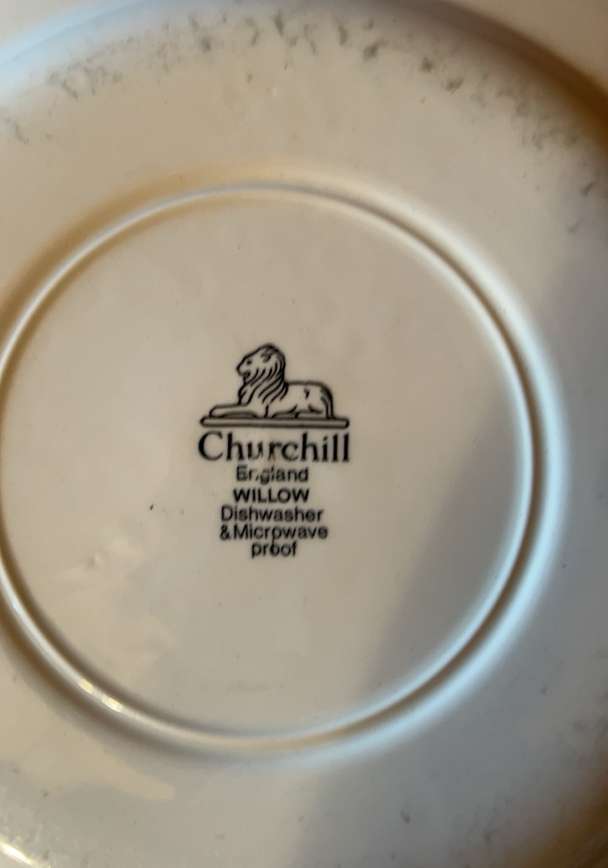 Churchill
England
WILLOW
Dishwasher
&Microwave
proof